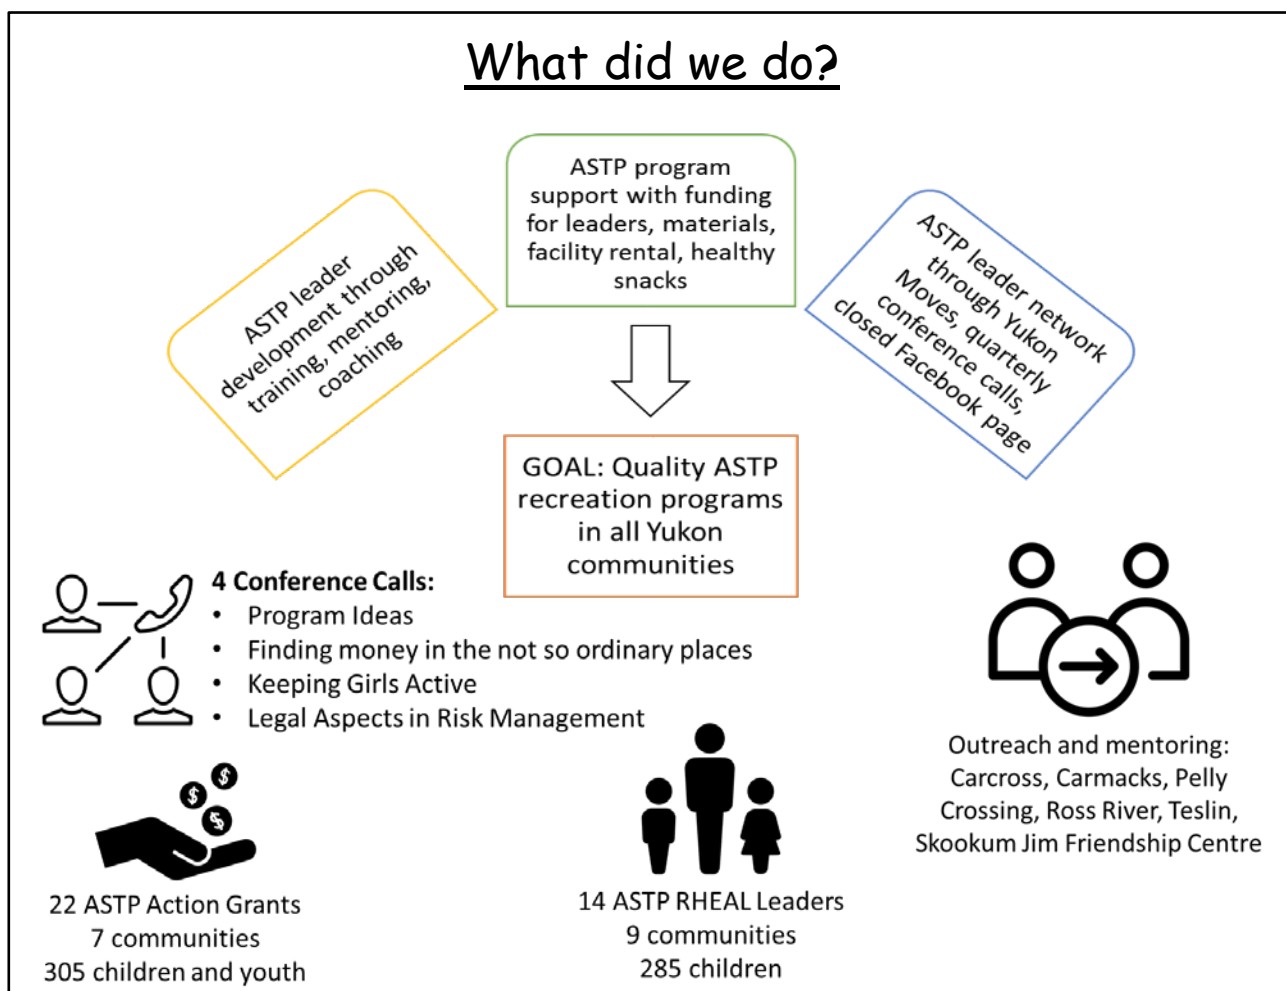 What did we do?
ASTP leader
development through
training, mentoring,
coaching
ASTP program
support with funding
for leaders, materials,
facility rental, healthy
snacks
ASTP leader network
through Yukon
Moves, quarterly
conference calls,
closed Facebook page
GOAL: Quality ASTP
recreation programs
in all Yukon
communities
4 Conference Calls:
• Program Ideas
• Finding money in the not so ordinary places
• Keeping Girls Active
• Legal Aspects in Risk Management
Outreach and mentoring:
Carcross, Carmacks, Pelly
Crossing, Ross River, Teslin,
Skookum Jim Friendship Centre
$
$
$
22 ASTP Action Grants
7 communities
305 children and youth
14 ASTP RHEAL Leaders
9 communities
285 children